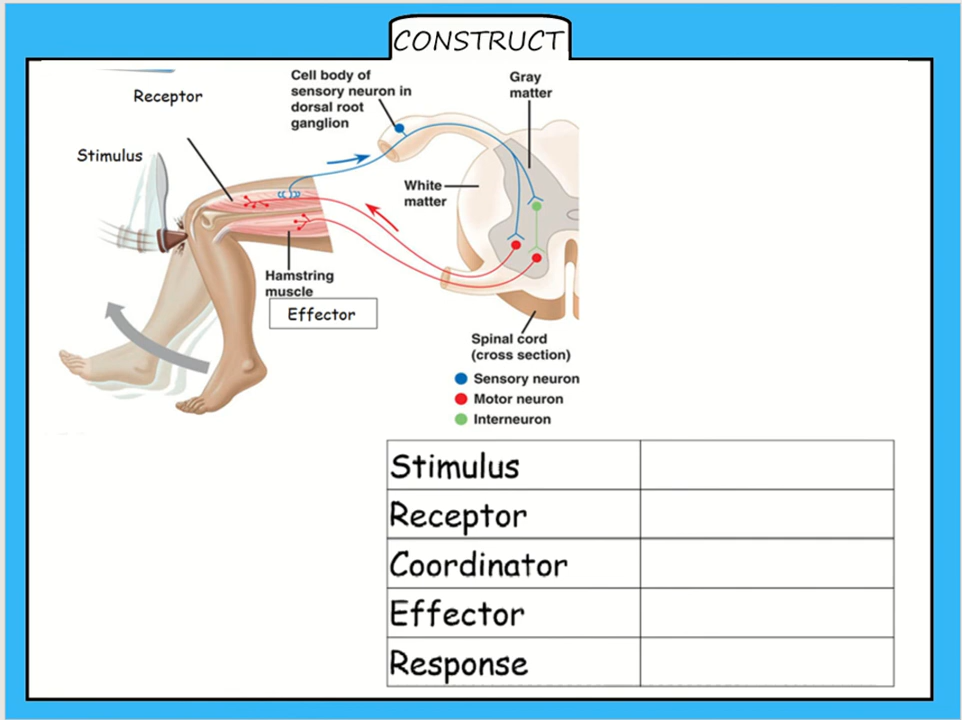 CONSTRUCT
Receptor
Stimulus
Cell body of
sensory neuron in
dorsal root
ganglion
Gray
matter
White
matter
Hamstring
muscle
Effector
Spinal cord
(cross section)
Sensory neuron
Motor neuron
Interneuron
Stimulus
Receptor
Coordinator
Effector
Response